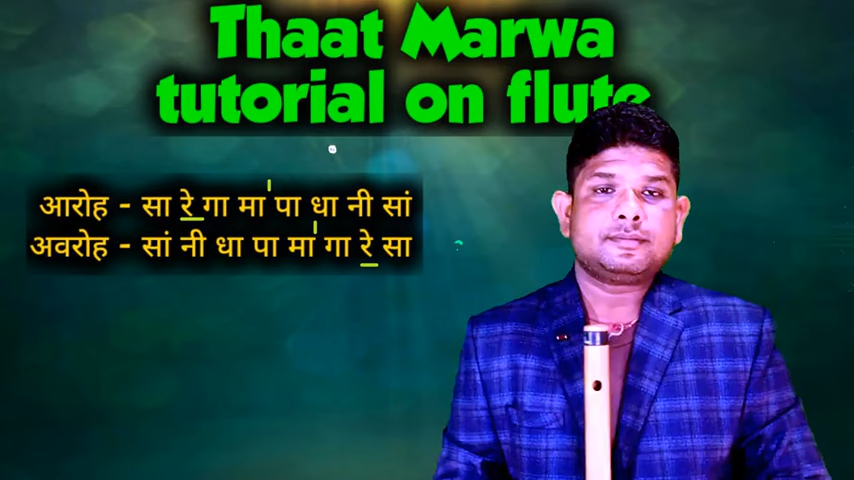 Thaat Marwa
tutorial on flute
आरोह - सा रे॒ गा मा॑ पा धा नी सां
अवरोह - सां नी धा पा मा॑ गा रे॒ सा